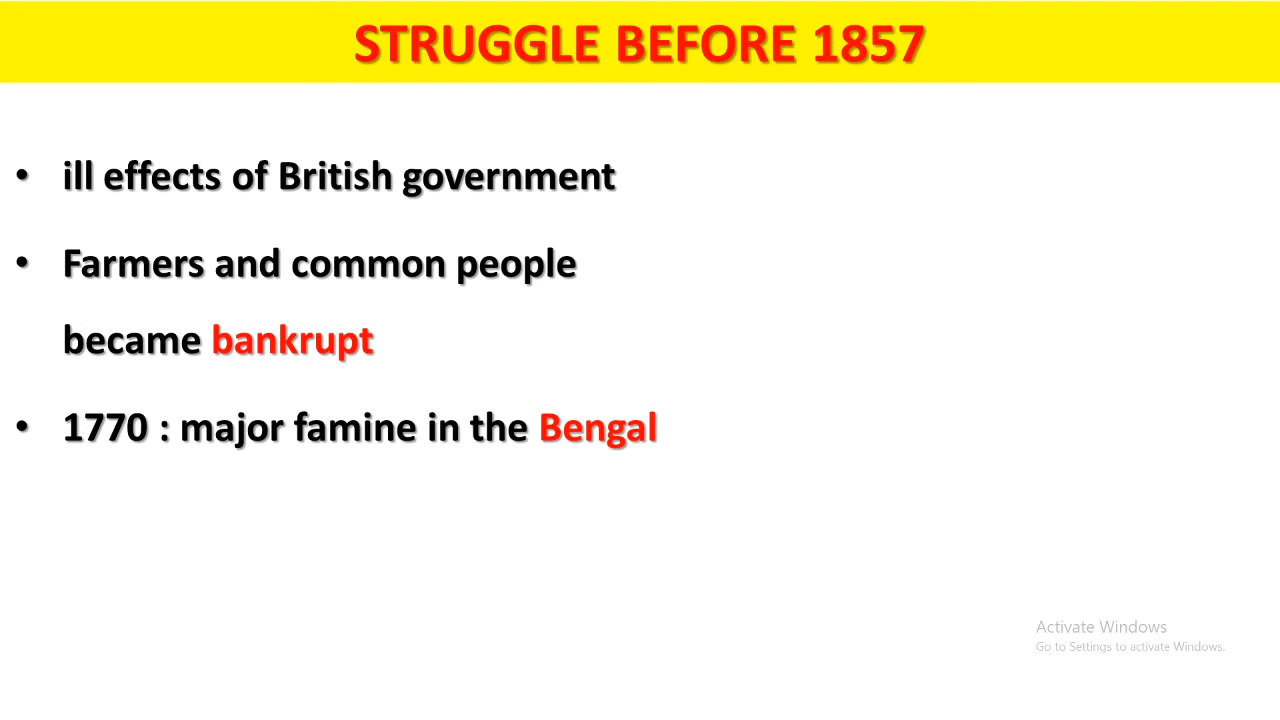 STRUGGLE BEFORE 1857
• ill effects of British government
• Farmers and common people
became bankrupt
• 1770 : major famine in the Bengal
Activate Windows
Go to Settings to activate Windows.